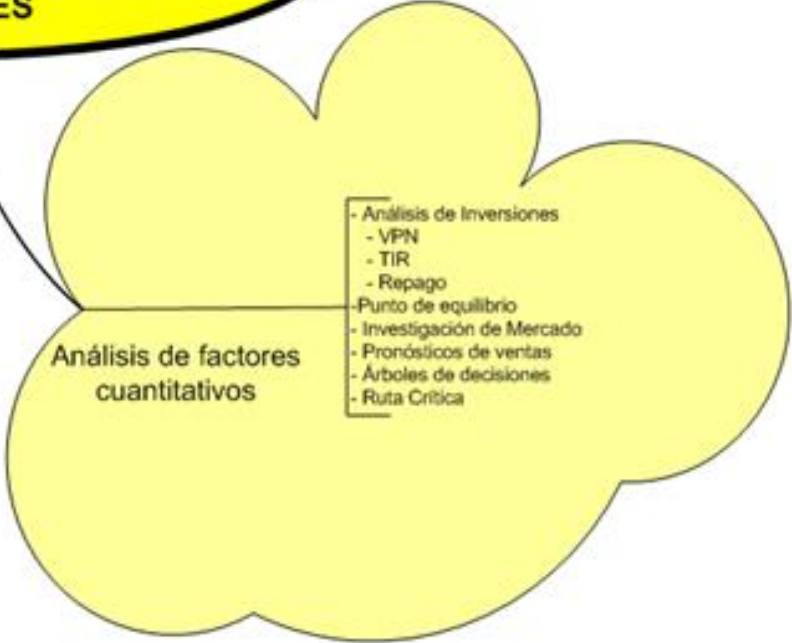 ES
Análisis de factores
cuantitativos
- Análisis de Inversiones
- VPN
- TIR
- Repago
-Punto de equilibrio
- Investigación de Mercado
- Pronósticos de ventas
- Árboles de decisiones
- Ruta Crítica